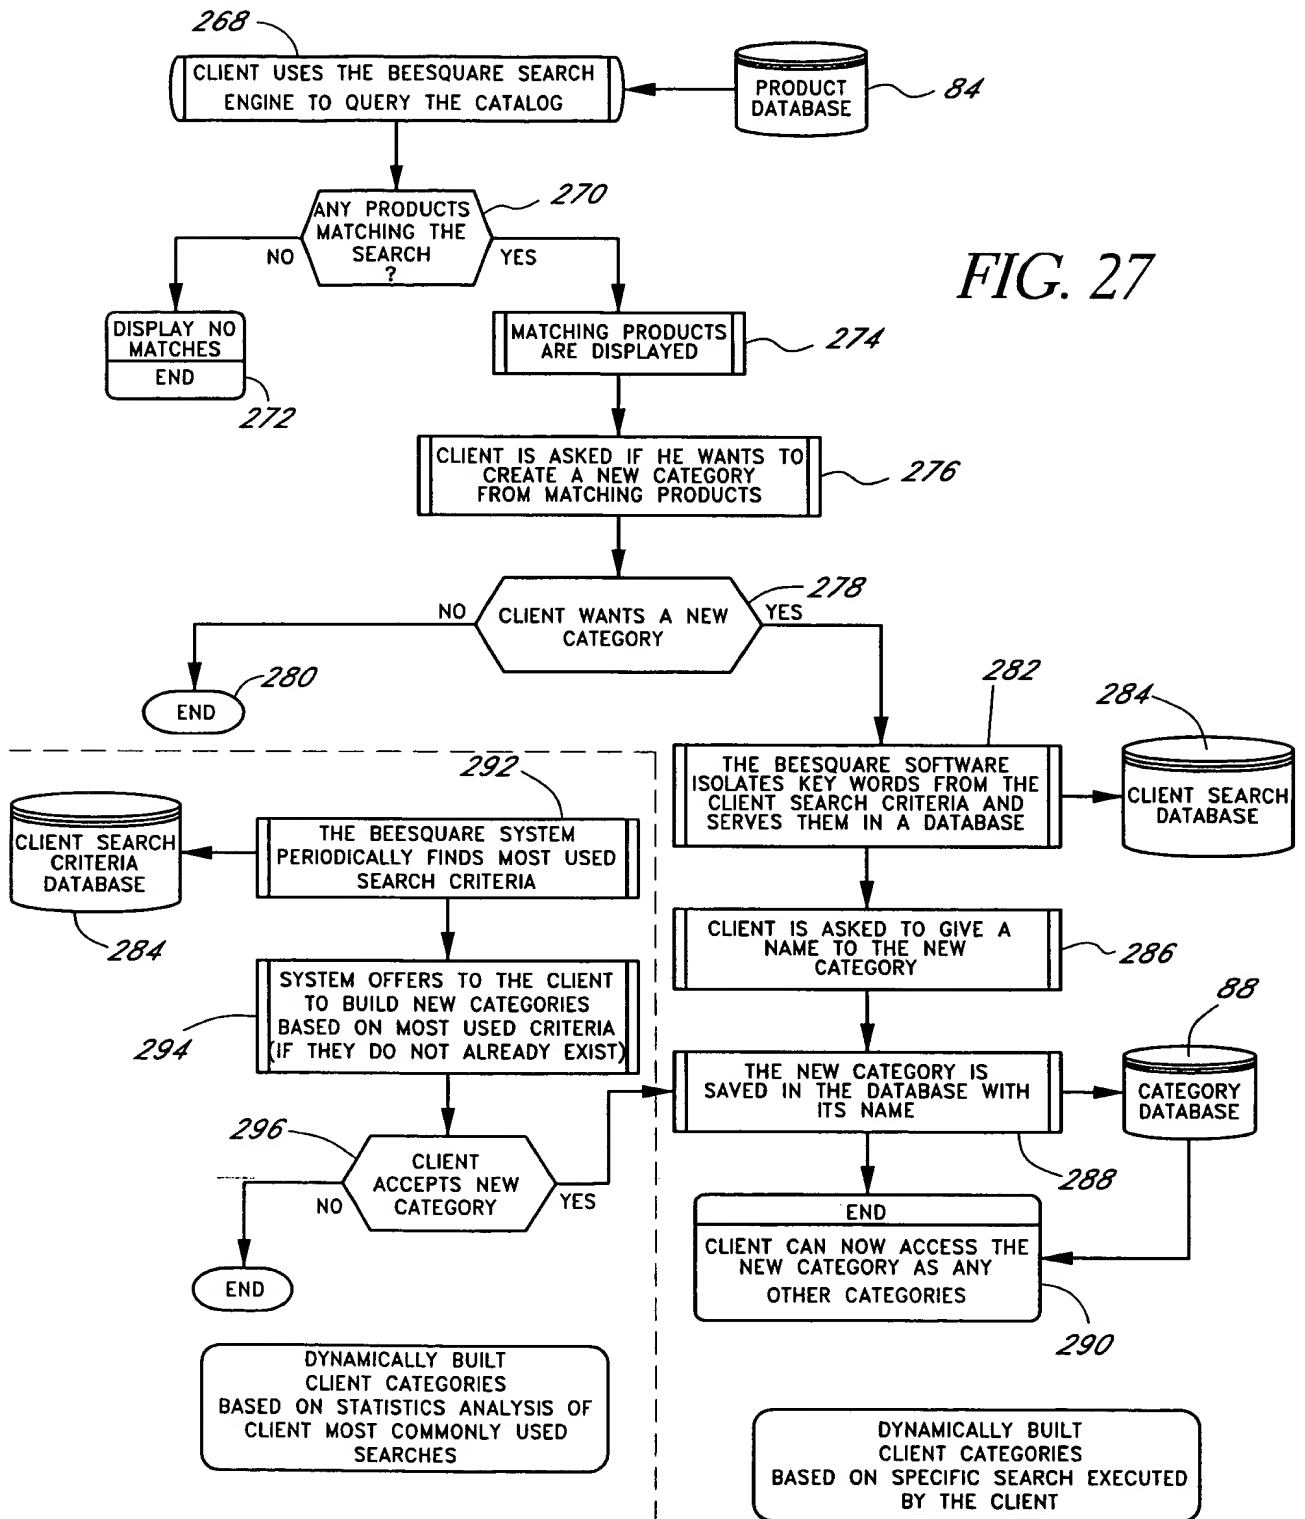 268
CLIENT USES THE BEESQUARE SEARCH
ENGINE TO QUERY THE CATALOG
PRODUCT
DATABASE
84
ANY PRODUCTS
MATCHING THE
SEARCH
?
270
NO
YES
FIG. 27
DISPLAY NO
MATCHES
END
272
MATCHING PRODUCTS
ARE DISPLAYED
274
CLIENT IS ASKED IF HE WANTS TO
CREATE A NEW CATEGORY
FROM MATCHING PRODUCTS
276
CLIENT WANTS A NEW
CATEGORY
278
NO
YES
END
280
282
THE BEESQUARE SOFTWARE
ISOLATES KEY WORDS FROM THE
CLIENT SEARCH CRITERIA AND
SERVES THEM IN A DATABASE
284
CLIENT SEARCH
DATABASE
292
THE BEESQUARE SYSTEM
PERIODICALLY FINDS MOST USED
SEARCH CRITERIA
CLIENT SEARCH
CRITERIA
DATABASE
284
CLIENT IS ASKED TO GIVE A
NAME TO THE NEW
CATEGORY
286
SYSTEM OFFERS TO THE CLIENT
TO BUILD NEW CATEGORIES
BASED ON MOST USED CRITERIA
(IF THEY DO NOT ALREADY EXIST)
294
THE NEW CATEGORY IS
SAVED IN THE DATABASE WITH
ITS NAME
288
88
CATEGORY
DATABASE
296
CLIENT
ACCEPTS NEW
CATEGORY
NO
YES
END
END
CLIENT CAN NOW ACCESS THE
NEW CATEGORY AS ANY
OTHER CATEGORIES
290
DYNAMICALLY BUILT
CLIENT CATEGORIES
BASED ON STATISTICS ANALYSIS OF
CLIENT MOST COMMONLY USED
SEARCHES
DYNAMICALLY BUILT
CLIENT CATEGORIES
BASED ON SPECIFIC SEARCH EXECUTED
BY THE CLIENT